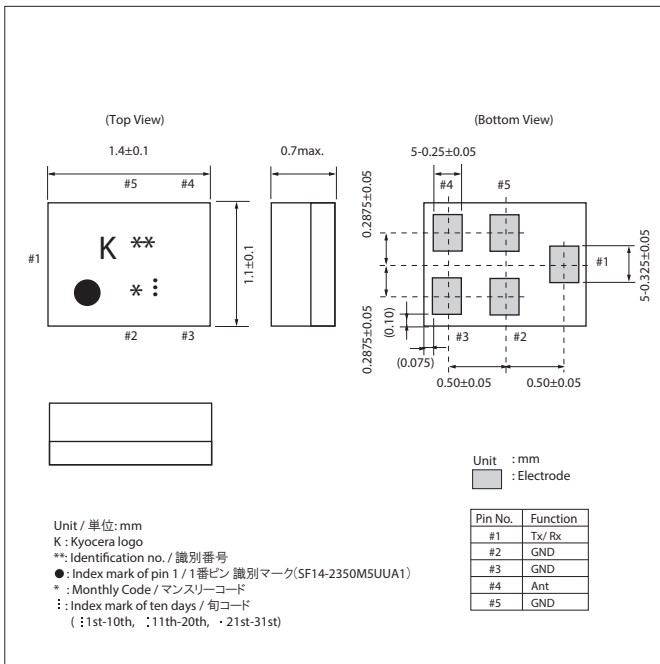 (Top View)
(Bottom View)
1.4±0.1
0.7max.
5-0.25±0.05
#5 #4
#4 #5
#1
K **
* ⋮
1.1±0.1
0.2875±0.05
0.2875±0.05
(0.10)
(0.075)
#1
5-0.325±0.05
#2 #3
#3 #2
0.50±0.05 0.50±0.05
Unit : mm
: Electrode
Unit / 単位: mm
K : Kyocera logo
**: Identification no. / 識別番号
●: Index mark of pin 1 / 1番ピン 識別マーク(SF14-2350M5UUA1)
* : Monthly Code / マンスリーコード
⋮ : Index mark of ten days / 旬コード
( ⋮1st-10th, :11th-20th, ・21st-31st)
Pin No. Function
#1 Tx/ Rx
#2 GND
#3 GND
#4 Ant
#5 GND